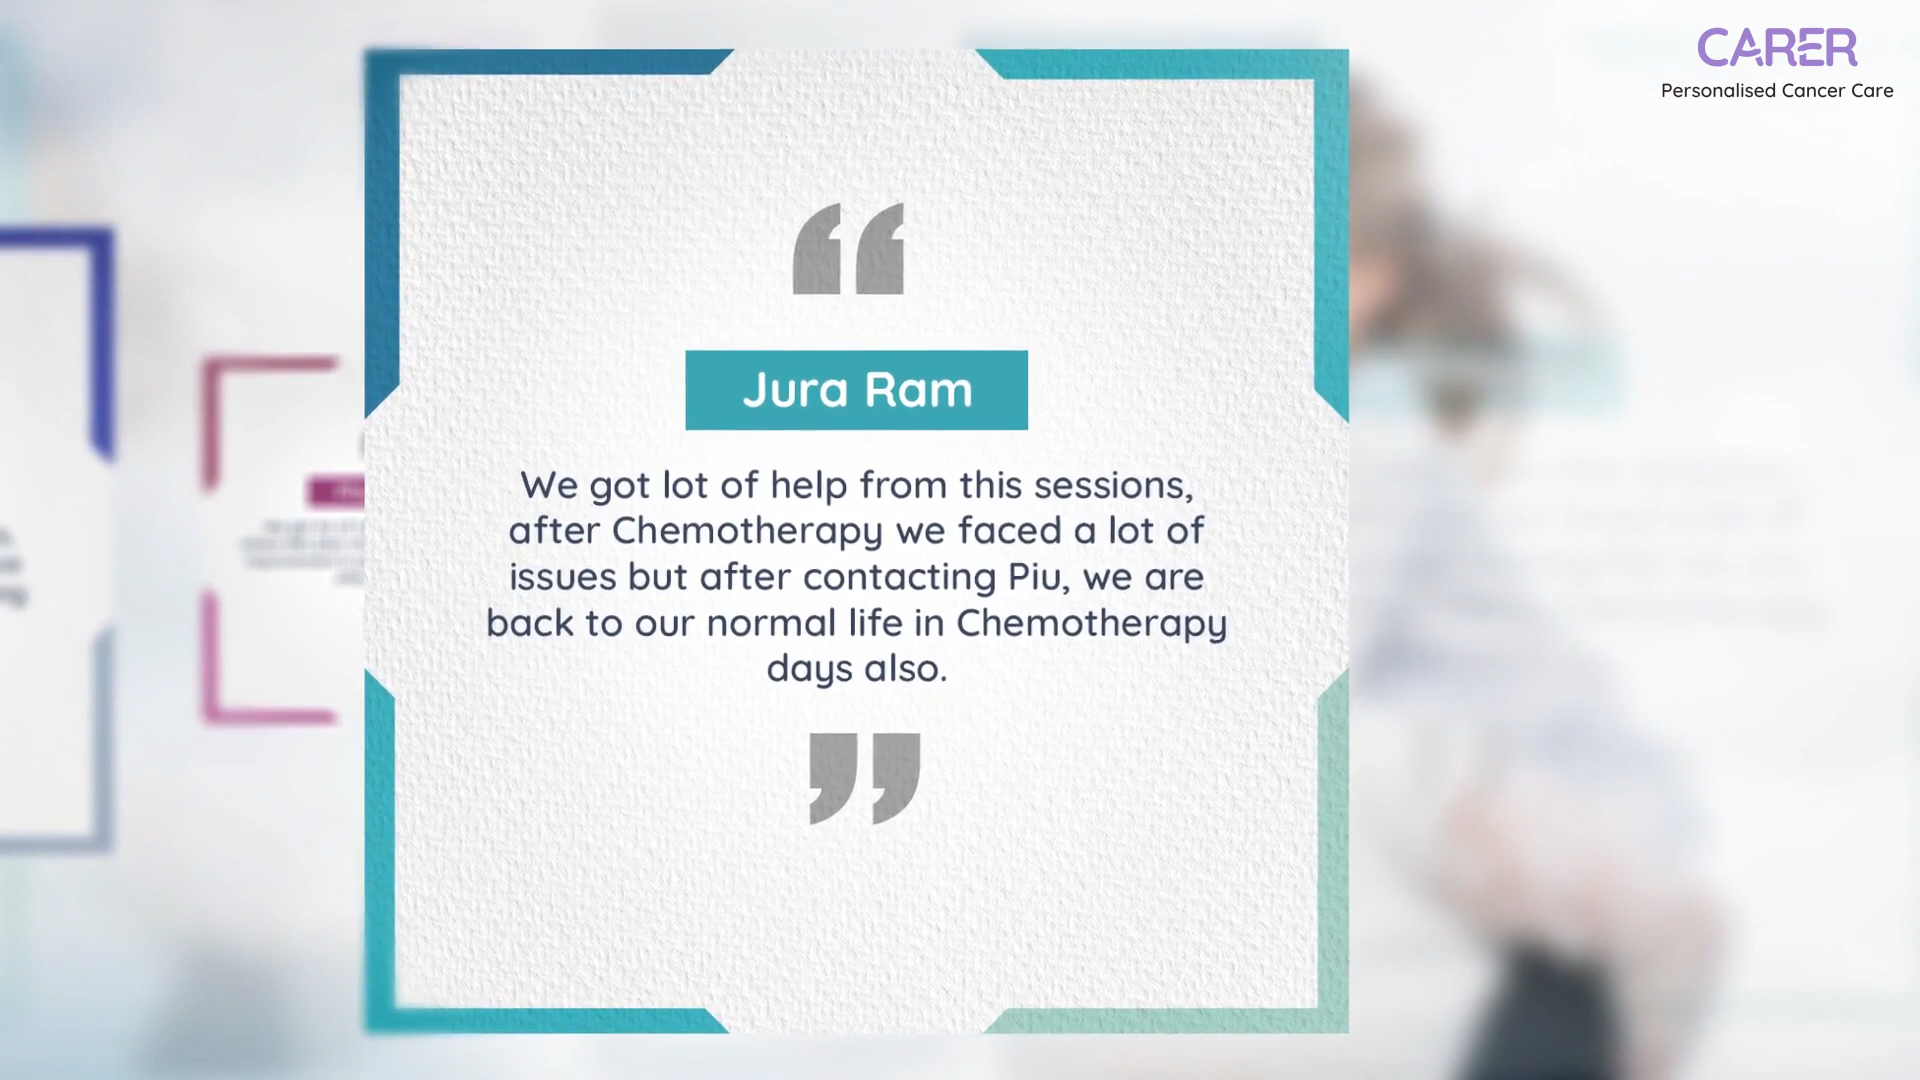 CARER
Personalised Cancer Care
Jura Ram
We got lot of help from this sessions,
after Chemotherapy we faced a lot of
issues but after contacting Piu, we are
back to our normal life in Chemotherapy
days also.